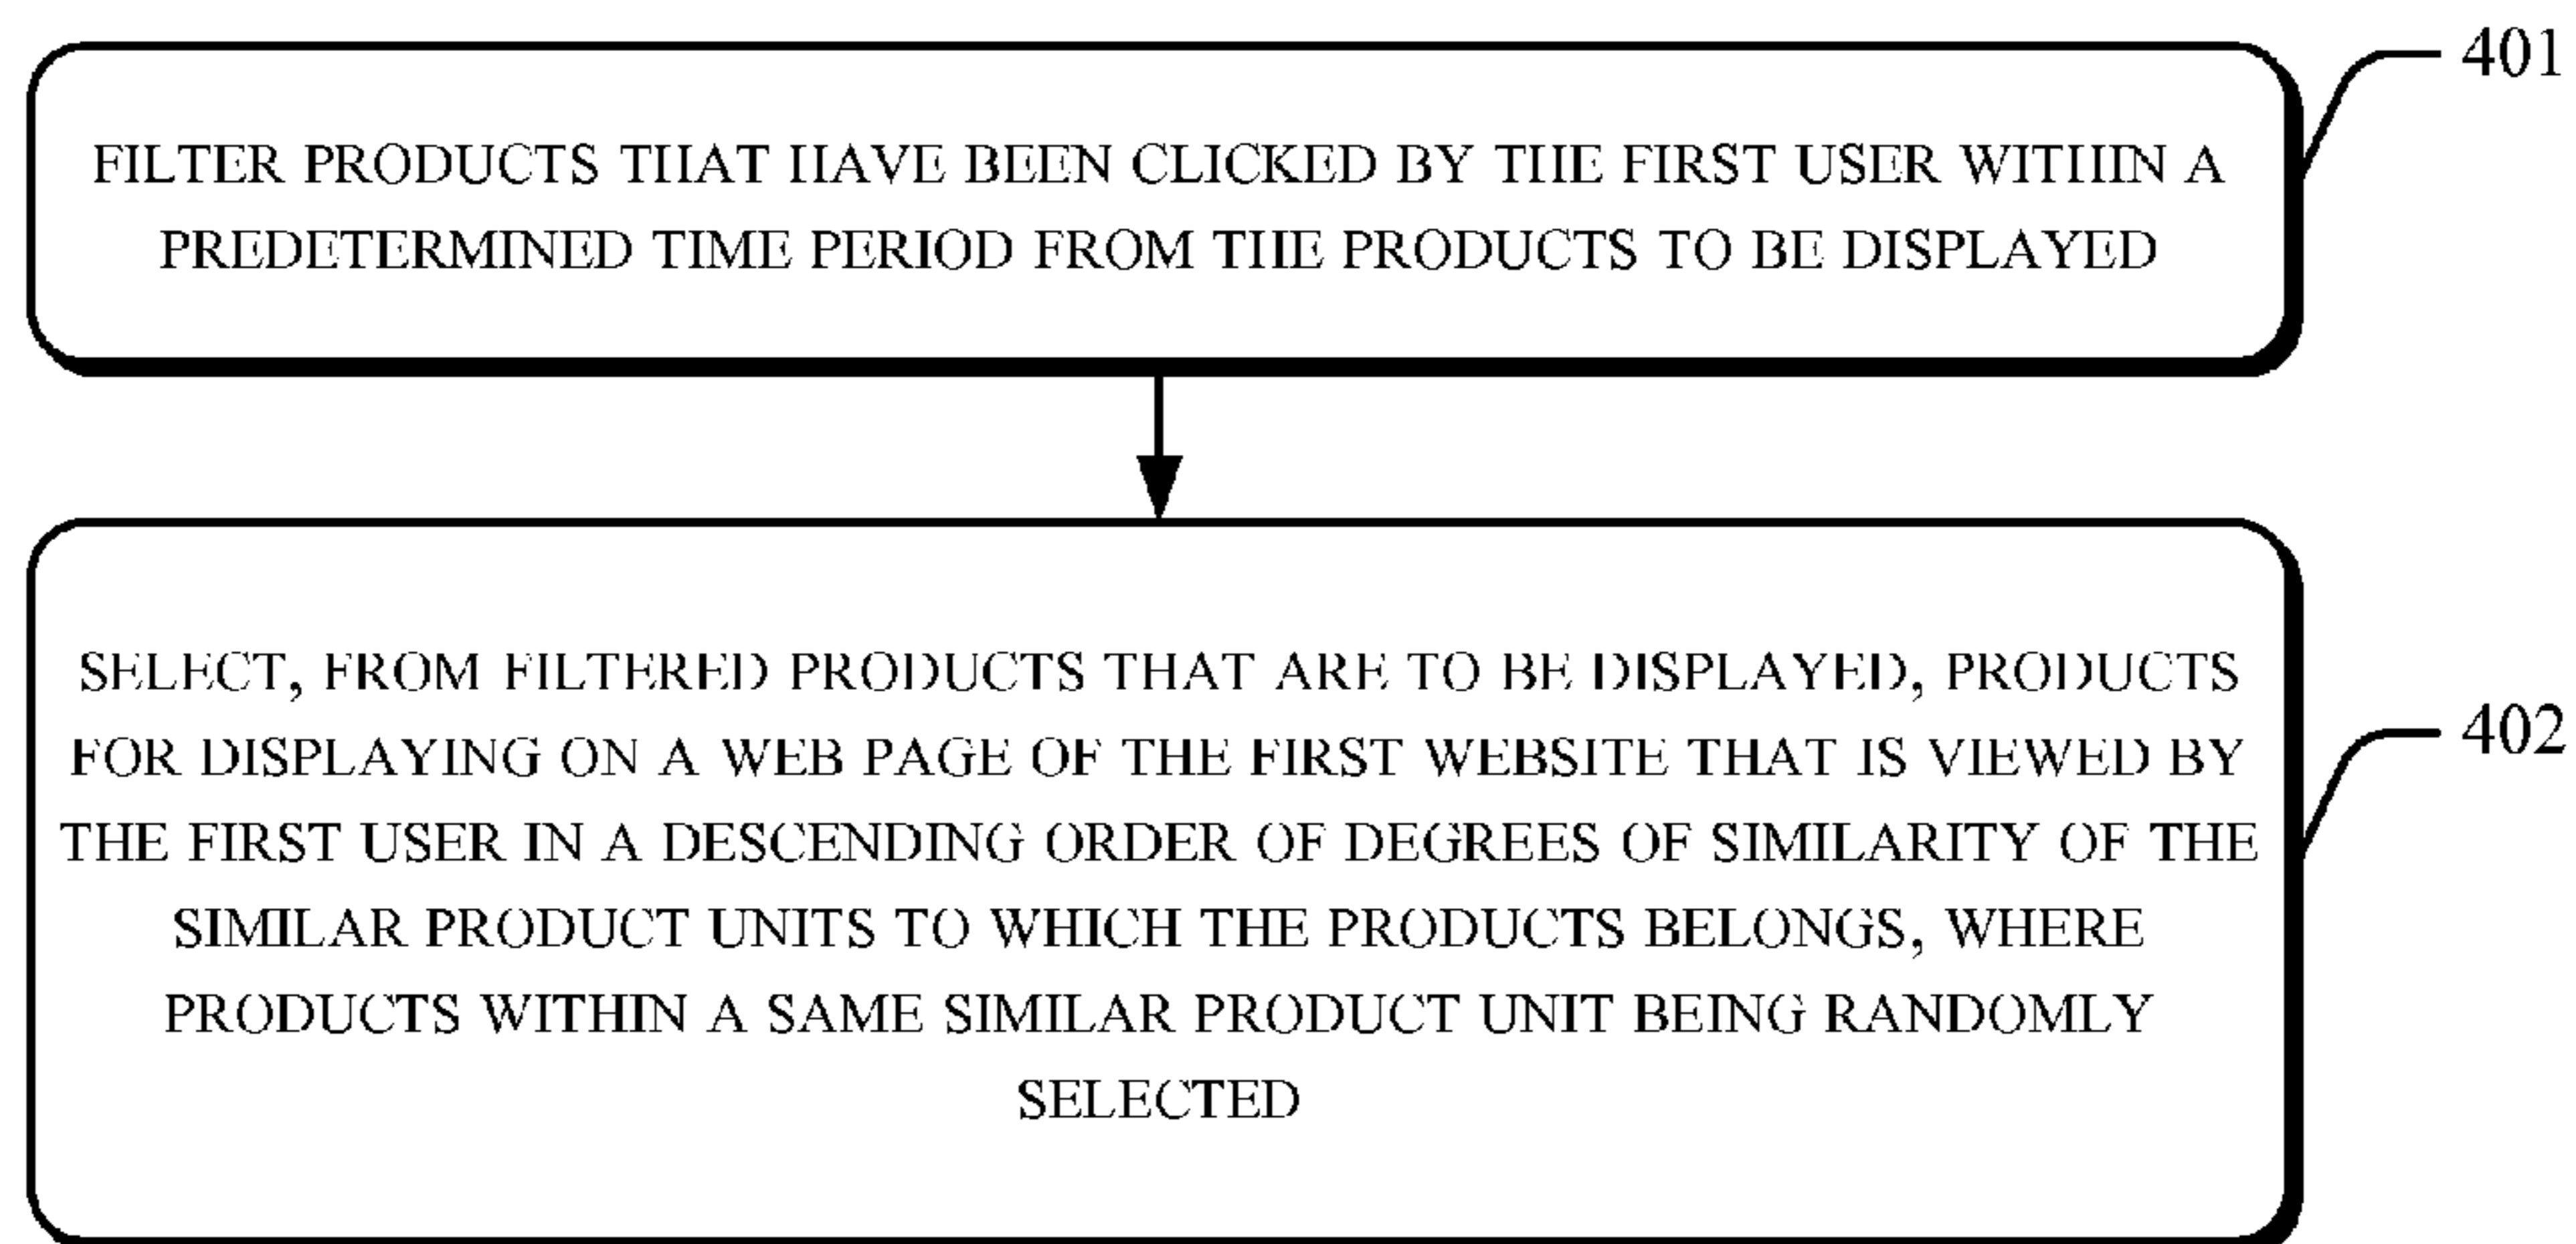 401
FILTER PRODUCTS THAT HAVE BEEN CLICKED BY THE FIRST USER WITHIN A
PREDETERMINED TIME PERIOD FROM THE PRODUCTS TO BE DISPLAYED
SELECT, FROM FILTERED PRODUCTS THAT ARE TO BE DISPLAYED, PRODUCTS
FOR DISPLAYING ON A WEB PAGE OF THE FIRST WEBSITE THAT IS VIEWED BY
402
THE FIRST USER IN A DESCENDING ORDER OF DEGREES OF SIMILARITY OF THE
SIMILAR PRODUCT UNITS TO WHICH THE PRODUCTS BELONGS, WHERE
PRODUCTS WITHIN A SAME SIMILAR PRODUCT UNIT BEING RANDOMLY
SELECTED